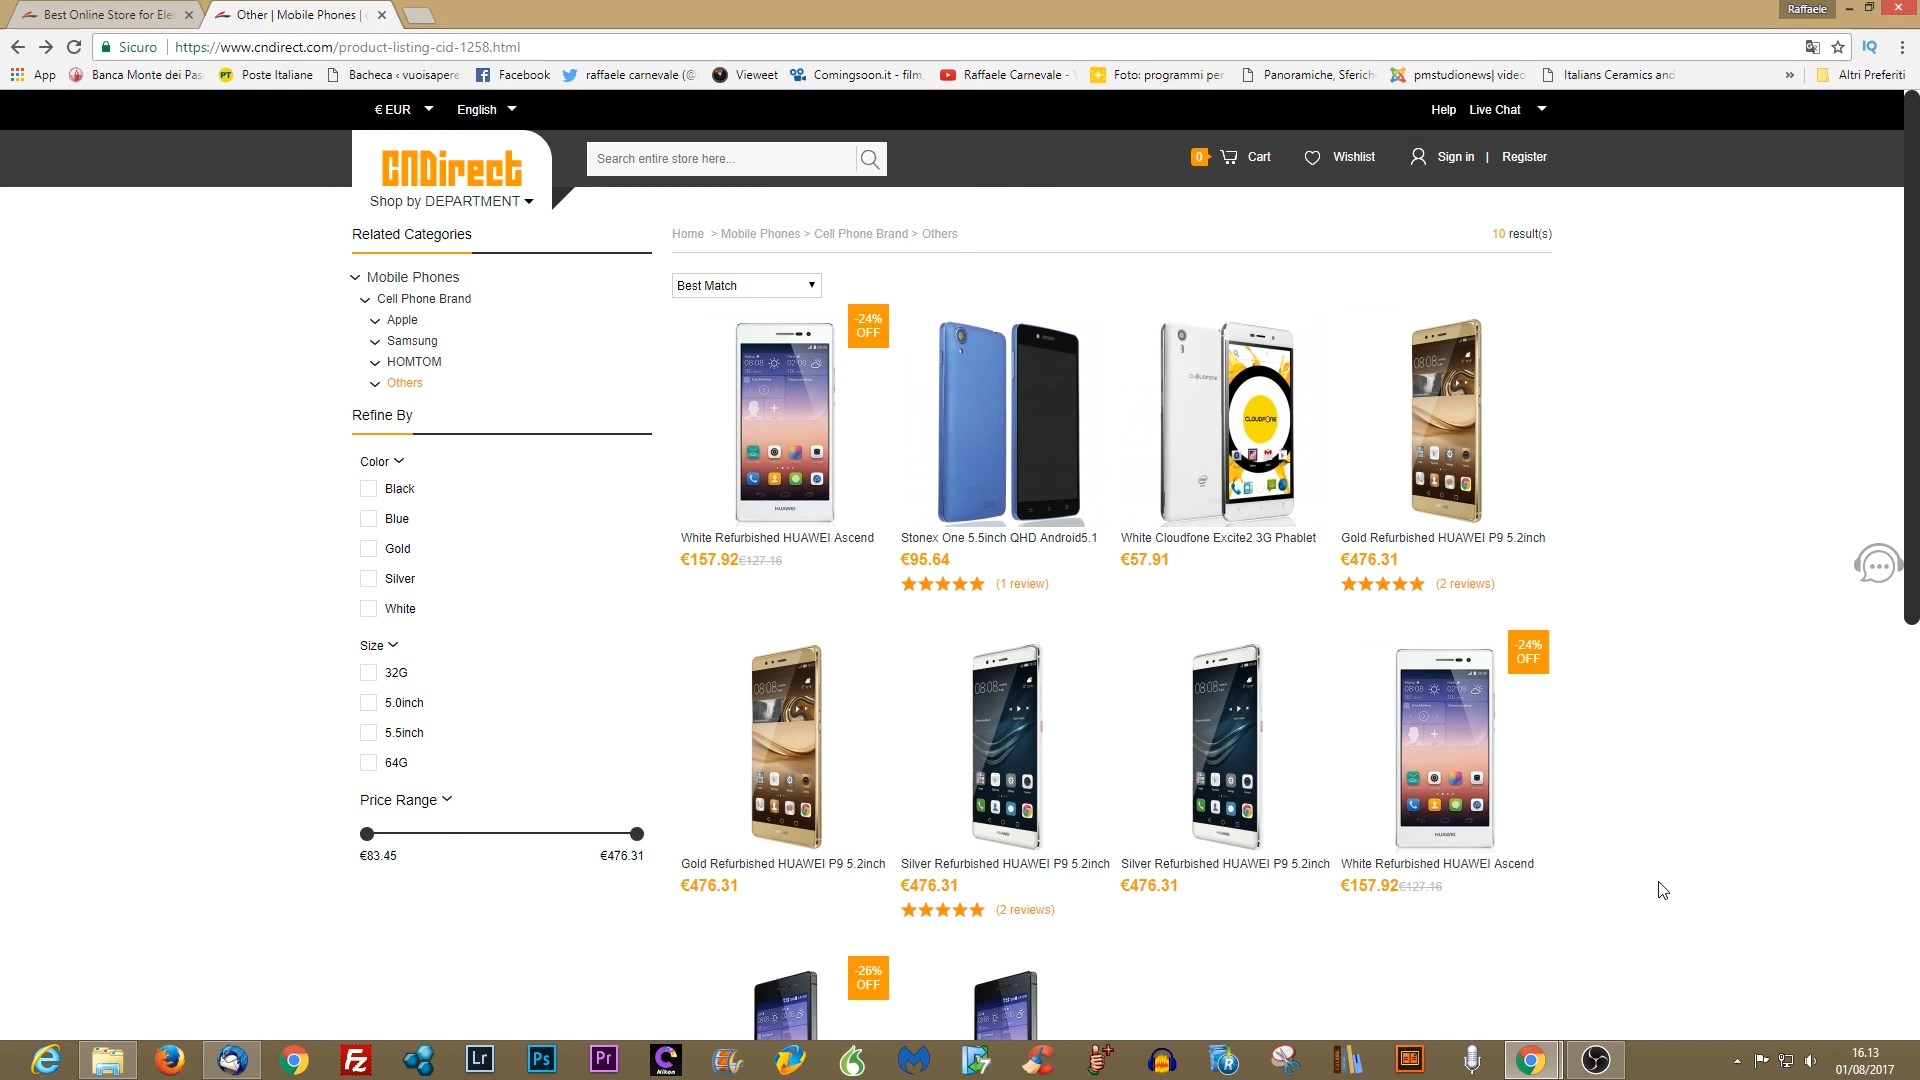 Best Online Store for Ele
Other | Mobile Phones |
Raffaele
Sicuro
https://www.cndirect.com/product-listing-cid-1258.html
IQ
App
Banca Monte dei Pas
Poste Italiane
Bacheca ‹ vuoisapere
Facebook
raffaele carnevale (@
Vieweet
Comingsoon.it - film,
Raffaele Carnevale -
Foto: programmi per
Panoramiche, Sferich
pmstudionews| video
Italians Ceramics and
»
Altri Preferiti
€ EUR
English
Help
Live Chat
CNDirect
Shop by DEPARTMENT
Search entire store here...
0
Cart
Wishlist
Sign in | Register
Related Categories
Mobile Phones
Cell Phone Brand
Apple
Samsung
HOMTOM
Others
Refine By
Color
Black
Blue
Gold
Silver
White
Size
32G
5.0inch
5.5inch
64G
Price Range
€83.45
€476.31
Home > Mobile Phones > Cell Phone Brand > Others
10 result(s)
Best Match
-24%
OFF
HUAWEI
White Refurbished HUAWEI Ascend
€157.92€127.16
Stonex One 5.5inch QHD Android5.1
€95.64
(1 review)
CLOUDFONE
CLOUDFONE
White Cloudfone Excite2 3G Phablet
€57.91
Gold Refurbished HUAWEI P9 5.2inch
€476.31
(2 reviews)
Gold Refurbished HUAWEI P9 5.2inch
€476.31
Silver Refurbished HUAWEI P9 5.2inch
€476.31
(2 reviews)
Silver Refurbished HUAWEI P9 5.2inch
€476.31
-24%
OFF
HUAWEI
White Refurbished HUAWEI Ascend
€157.92€127.16
-26%
OFF
Lr
Ps
Pr
Nikon
16.13
01/08/2017